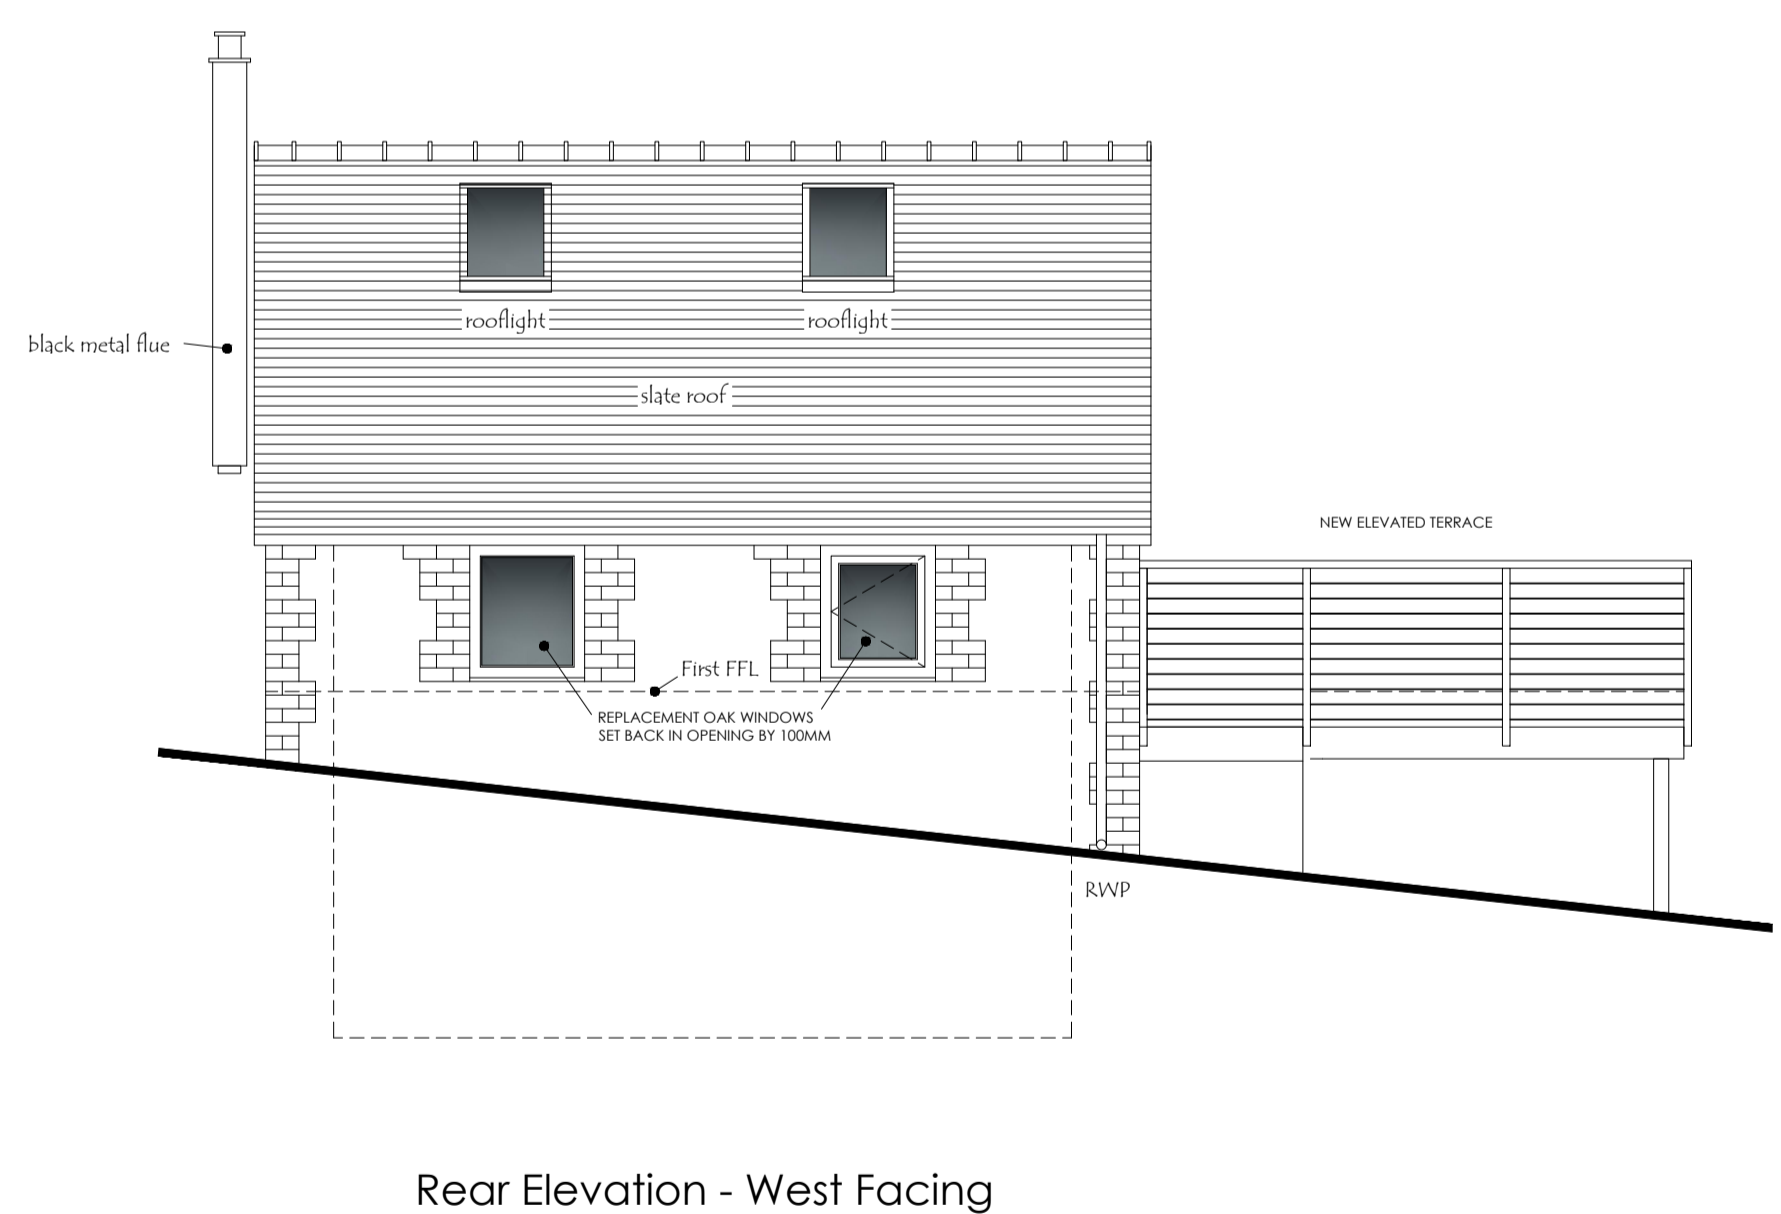 rooflight
rooflight
black metal flue
slate roof
NEW ELEVATED TERRACE
First FFL
REPLACEMENT OAK WINDOWS
SET BACK IN OPENING BY 100MM
RWP
Rear Elevation - West Facing